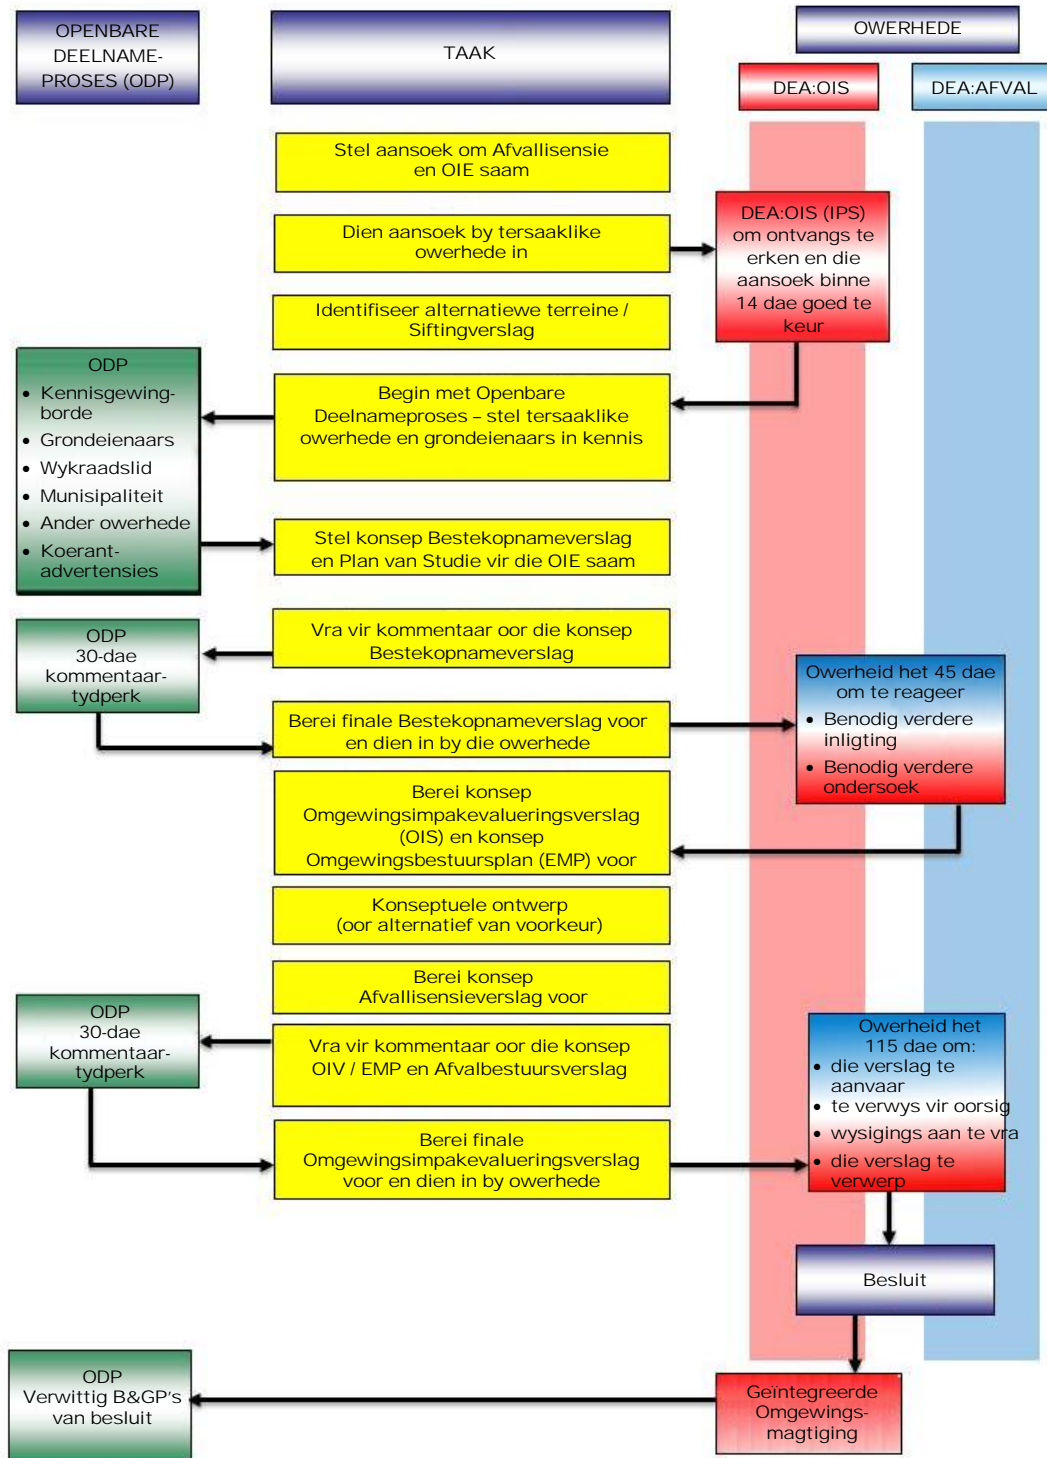 OPENBARE
DEELNAME-
PROSES (ODP)
TAAK
OWERHEDE
DEA:OIS
DEA:AFVAL
Stel aansoek om Afvallisensie
en OIE saam
Dien aansoek by tersaaklike
owerhede in
DEA:OIS (IPS)
om ontvangs te
erken en die
aansoek binne
14 dae goed te
keur
Identifiseer alternatiewe terreine /
Siftingverslag
ODP
• Kennisgewing-
borde
• Grondeienaars
• Wykraadslid
• Munisipaliteit
• Ander owerhede
• Koerant-
advertensies
Begin met Openbare
Deelnameproses – stel tersaaklike
owerhede en grondeienaars in kennis
Stel konsep Bestekopnameverslag
en Plan van Studie vir die OIE saam
Vra vir kommentaar oor die konsep
Bestekopnameverslag
ODP
30-dae
kommentaar-
tydperk
Berei finale Bestekopnameverslag voor
en dien in by die owerhede
Owerheid het 45 dae
om te reageer
• Benodig verdere
inligting
• Benodig verdere
ondersoek
Berei konsep
Omgewingsimpakevalueringsverslag
(OIS) en konsep
Omgewingsbestuursplan (EMP) voor
Konseptuele ontwerp
(oor alternatief van voorkeur)
Berei konsep
Afvallisensieverslag voor
ODP
30-dae
kommentaar-
tydperk
Vra vir kommentaar oor die konsep
OIV / EMP en Afvalbestuursverslag
Berei finale
Omgewingsimpakevalueringsverslag
voor en dien in by owerhede
Owerheid het
115 dae om:
• die verslag te
aanvaar
• te verwys vir oorsig
• wysigings aan te vra
• die verslag te
verwerp
Besluit
Geïntegreerde
Omgewings-
magtiging
ODP
Verwittig B&GP's
van besluit